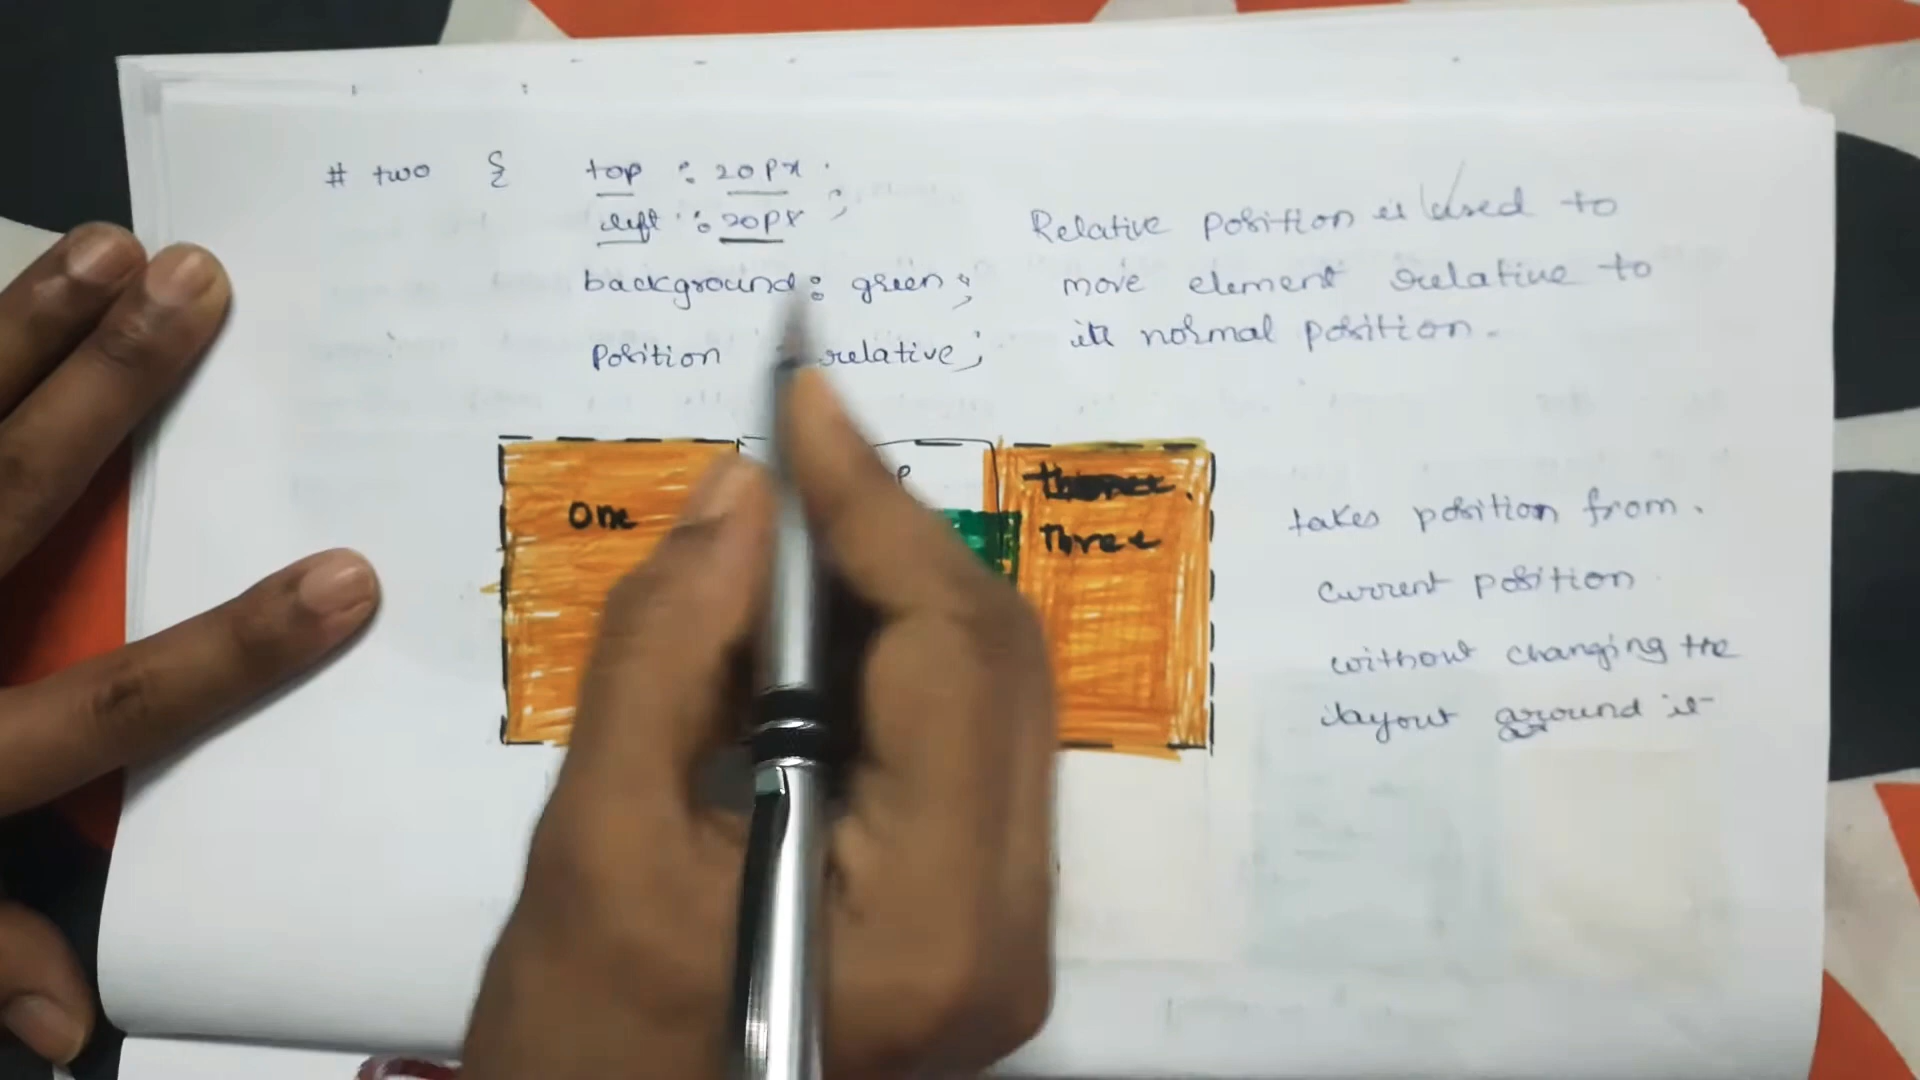 # two { top : 20px
left : 20px ;
background : green ;
Position : relative ;
Relative Position is used to
move element relative to
its normal position.
One
P
Three
takes position from.
current position
without changing the
layout around it